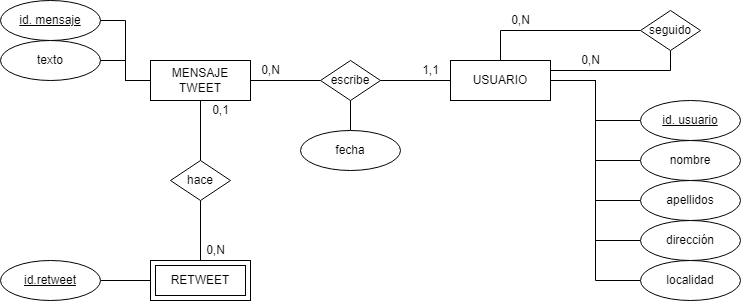 id. mensaje
0,N
seguido
texto
0,N
MENSAJE
TWEET
0,N
escribe
1,1
USUARIO
0,1
id. usuario
fecha
nombre
hace
apellidos
0,N
dirección
id.retweet
RETWEET
localidad